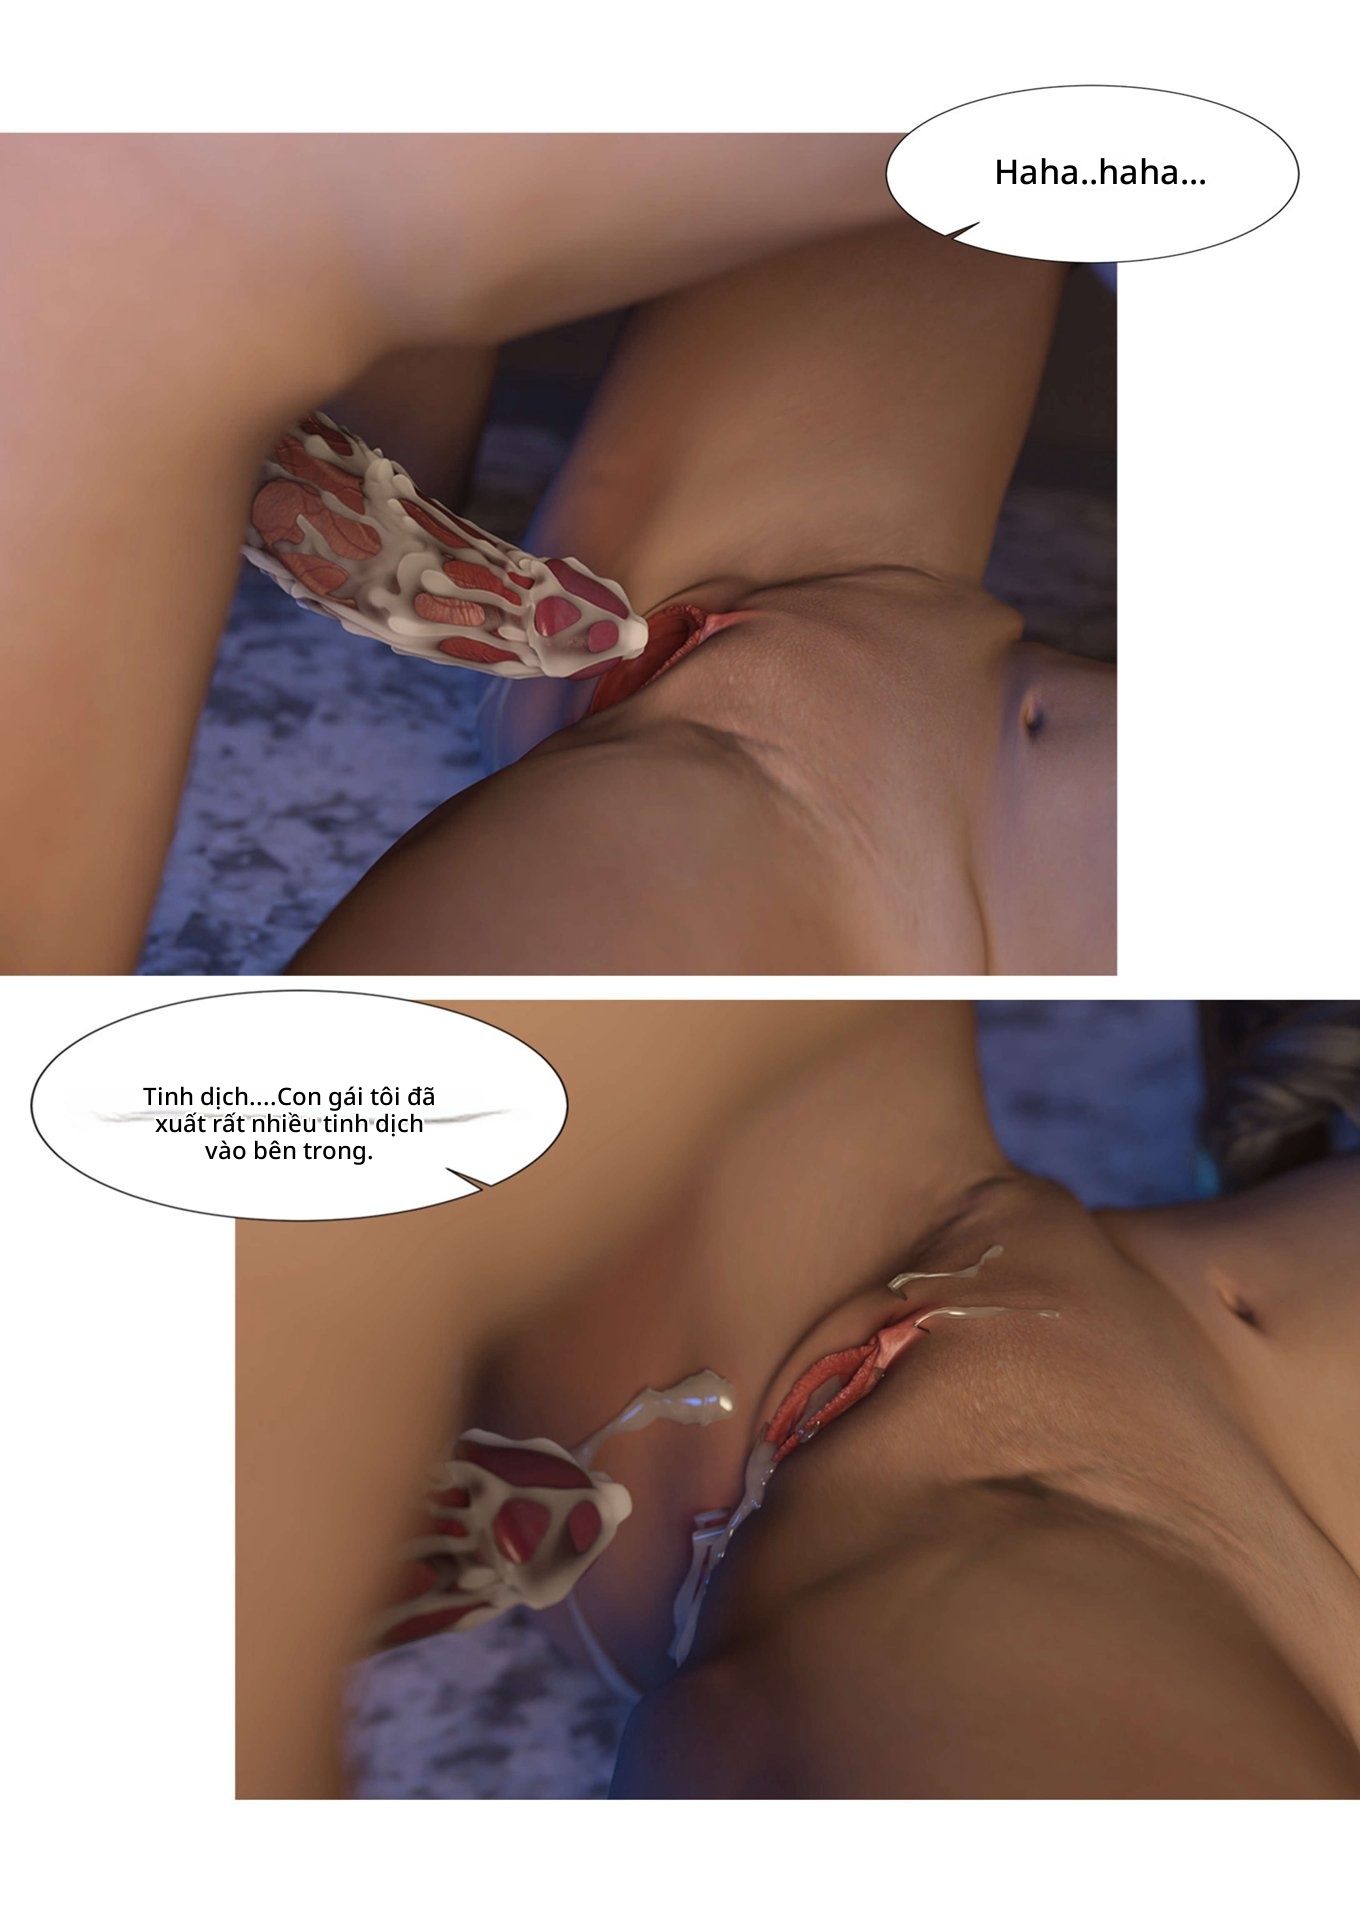 Haha..haha...
Tinh dịch....Con gái tôi đã
xuất rất nhiều tinh dịch
vào bên trong.